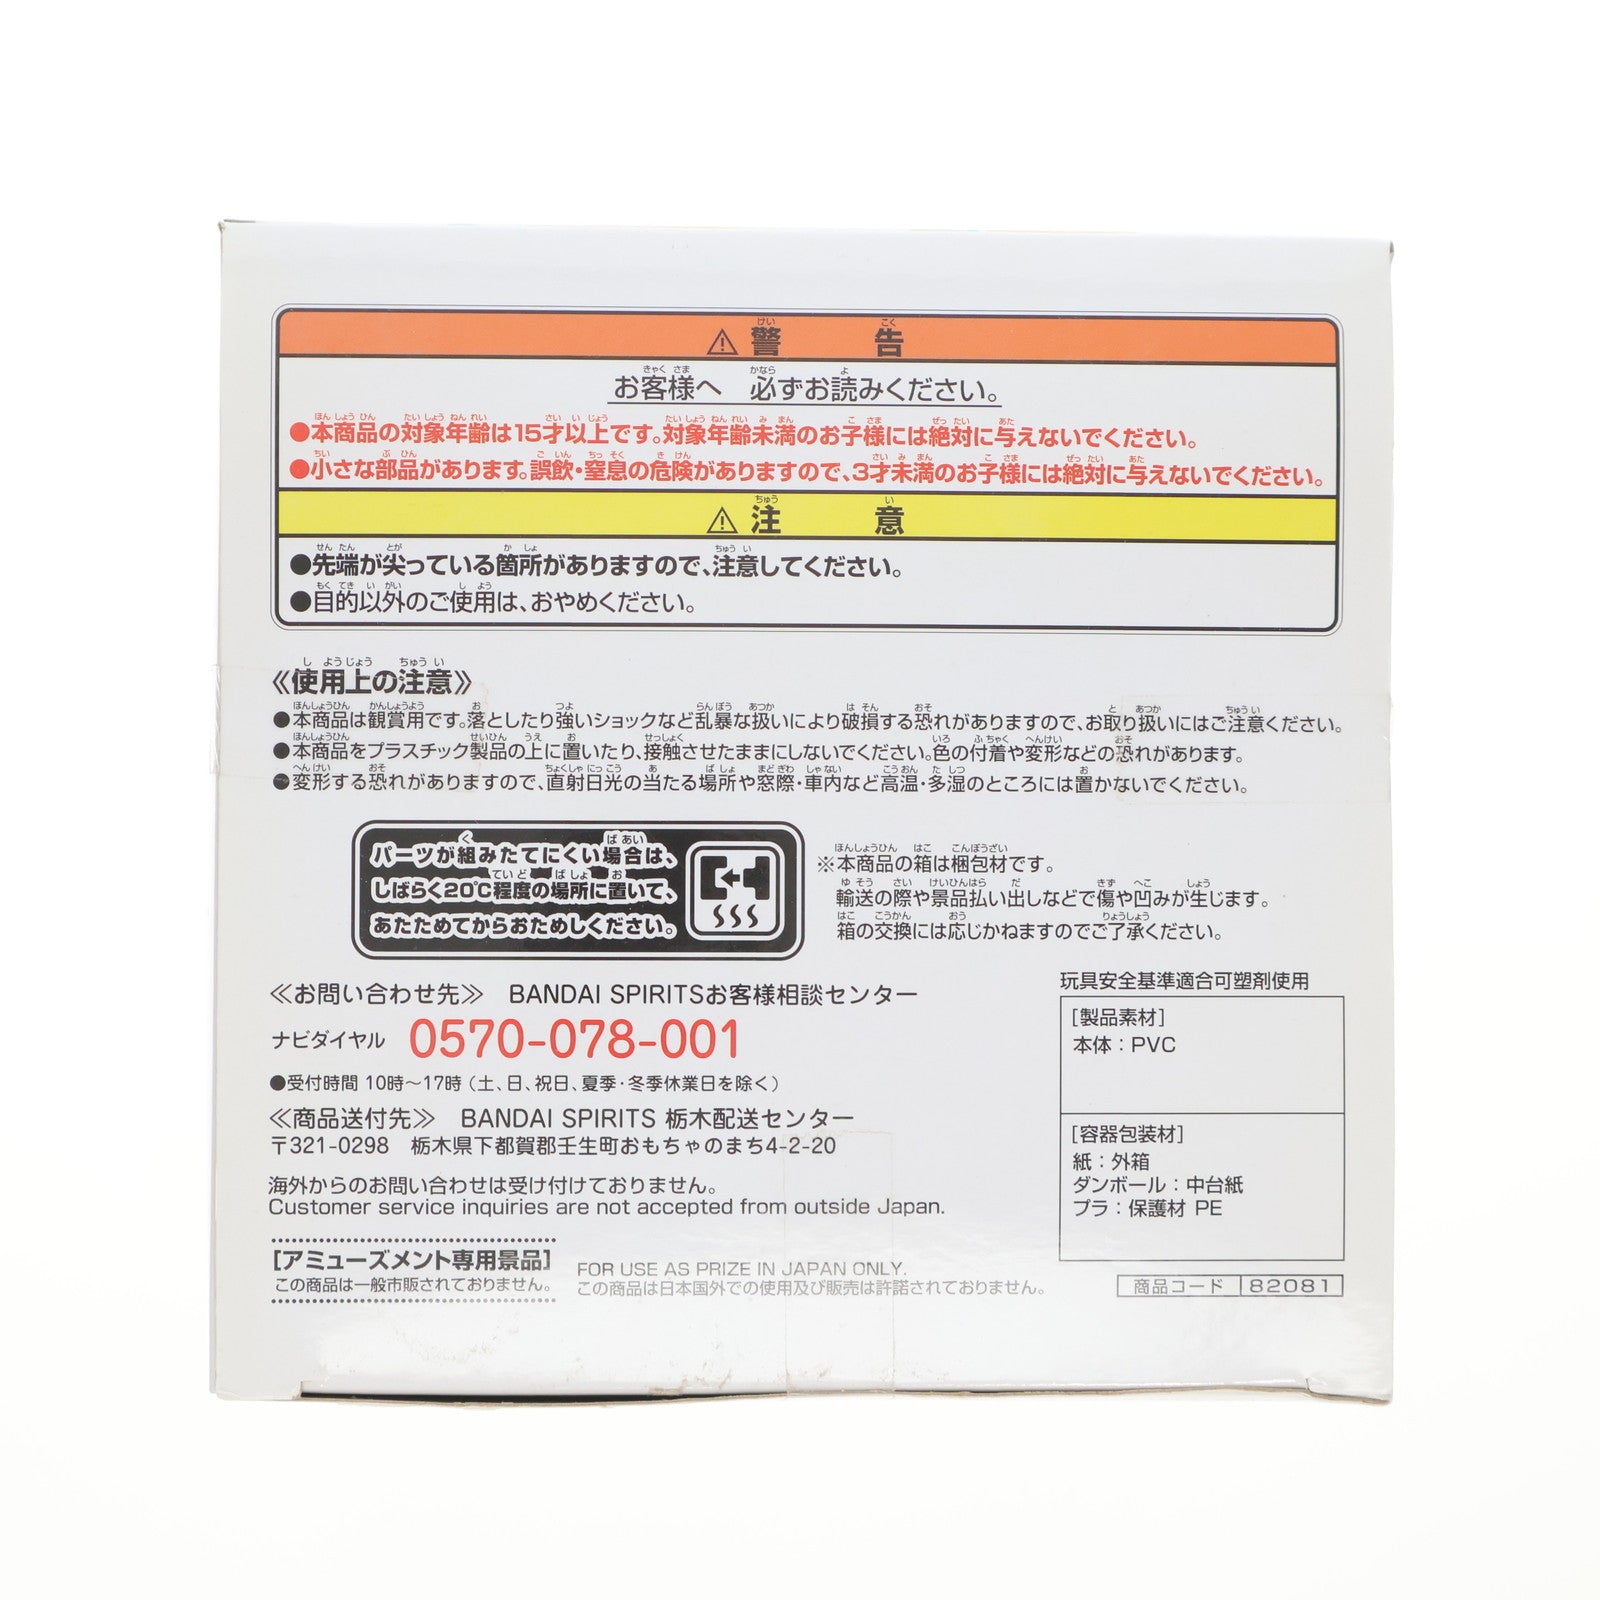 ⚠警告
お客様へ 必ずお読みください。
●本商品の対象年齢は15才以上です。対象年齢未満のお子様には絶対に与えないでください。
●小さな部品があります。誤飲・窒息の危険がありますので、3才未満のお子様には絶対に与えないでください。
⚠注意
●先端が尖っている箇所がありますので、注意してください。
●目的以外のご使用は、おやめください。
《使用上の注意》
●本商品は観賞用です。落としたり強いショックなど乱暴な扱いにより破損する恐れがありますので、お取り扱いにはご注意ください。
●本商品をプラスチック製品の上に置いたり、接触させたままにしないでください。色の付着や変形などの恐れがあります。
●変形する恐れがありますので、直射日光の当たる場所や窓際・車内など高温・多湿のところには置かないでください。
パーツが組みたてにくい場合は、
しばらく20℃程度の場所に置いて、
あたためてからおためしください。
※本商品の箱は梱包材です。
輸送の際や景品払い出しなどで傷や凹みが生じます。
箱の交換には応じかねますのでご了承ください。
≪お問い合わせ先≫ BANDAI SPIRITSお客様相談センター
ナビダイヤル 0570-078-001
●受付時間 10時～17時(土、日、祝日、夏季・冬季休業日を除く)
≪商品送付先≫ BANDAI SPIRITS 栃木配送センター
〒321-0298 栃木県下都賀郡壬生町おもちゃのまち4-2-20
海外からのお問い合わせは受け付けておりません。
Customer service inquiries are not accepted from outside Japan.
[アミューズメント専用景品]
この商品は一般市販されておりません。
FOR USE AS PRIZE IN JAPAN ONLY.
この商品は日本国外での使用及び販売は許諾されておりません。
玩具安全基準適合可塑剤使用
[製品素材]
本体：PVC
[容器包装材]
紙：外箱
ダンボール：中台紙
プラ：保護材 PE
商品コード 82081